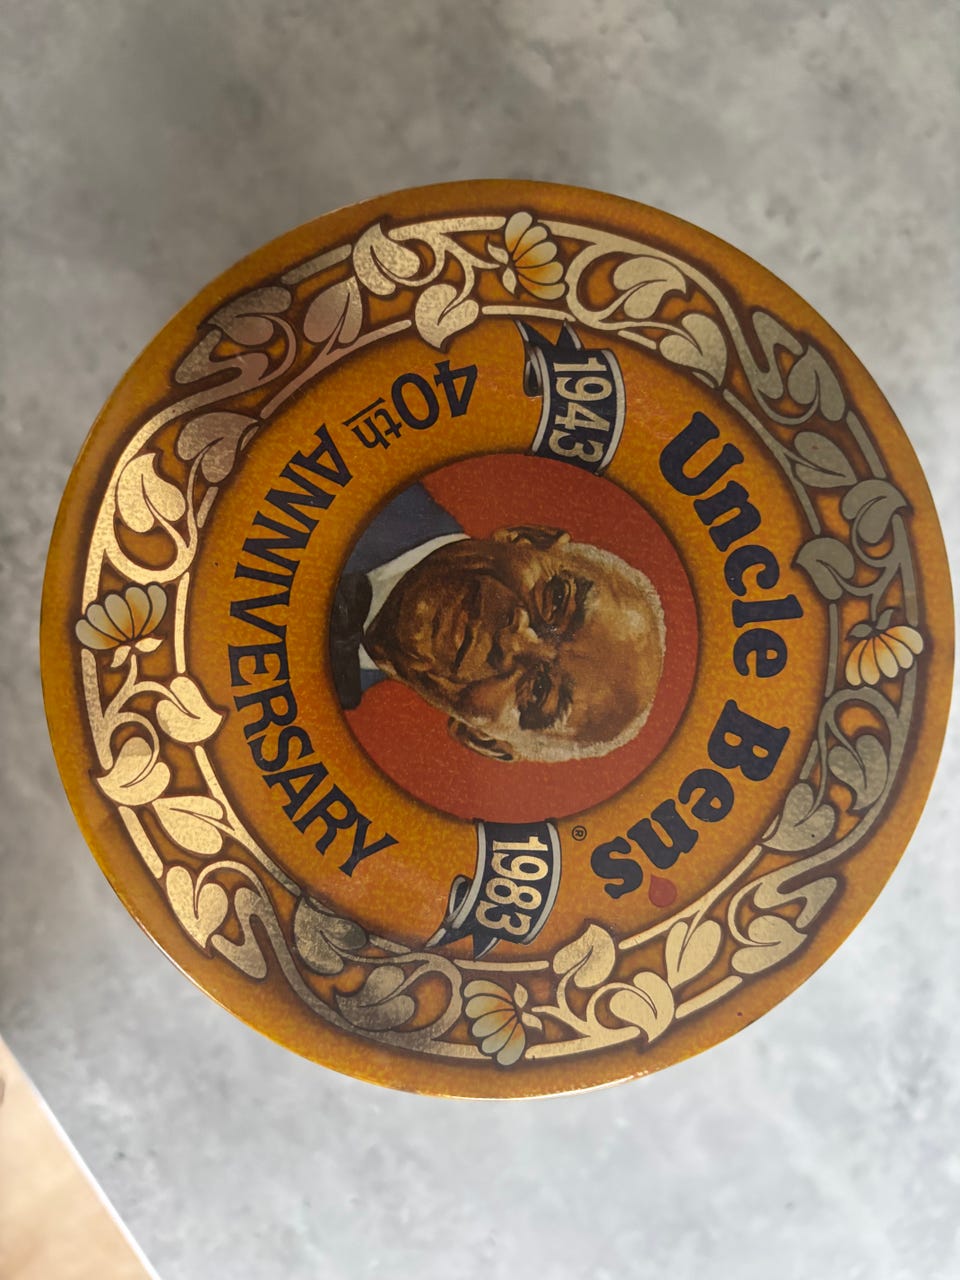 Uncle Ben's®
1943
1983
40th ANNIVERSARY